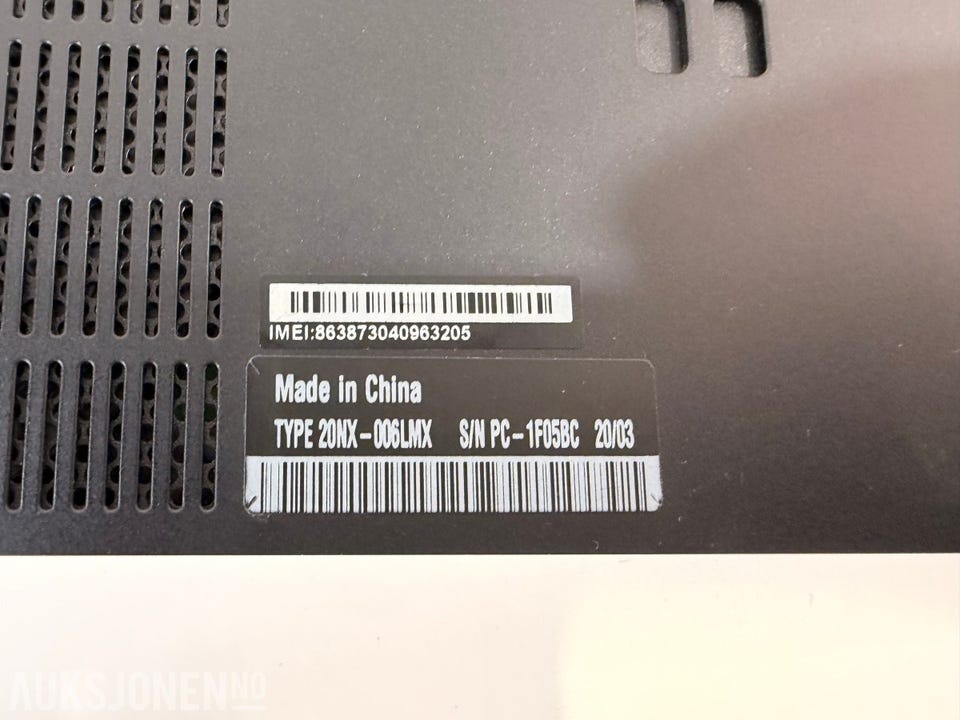 IMEI:863873040963205
Made in China
TYPE 20NX-006LMX S/N PC-1F05BC 20/03
AUKSJONEN.NO